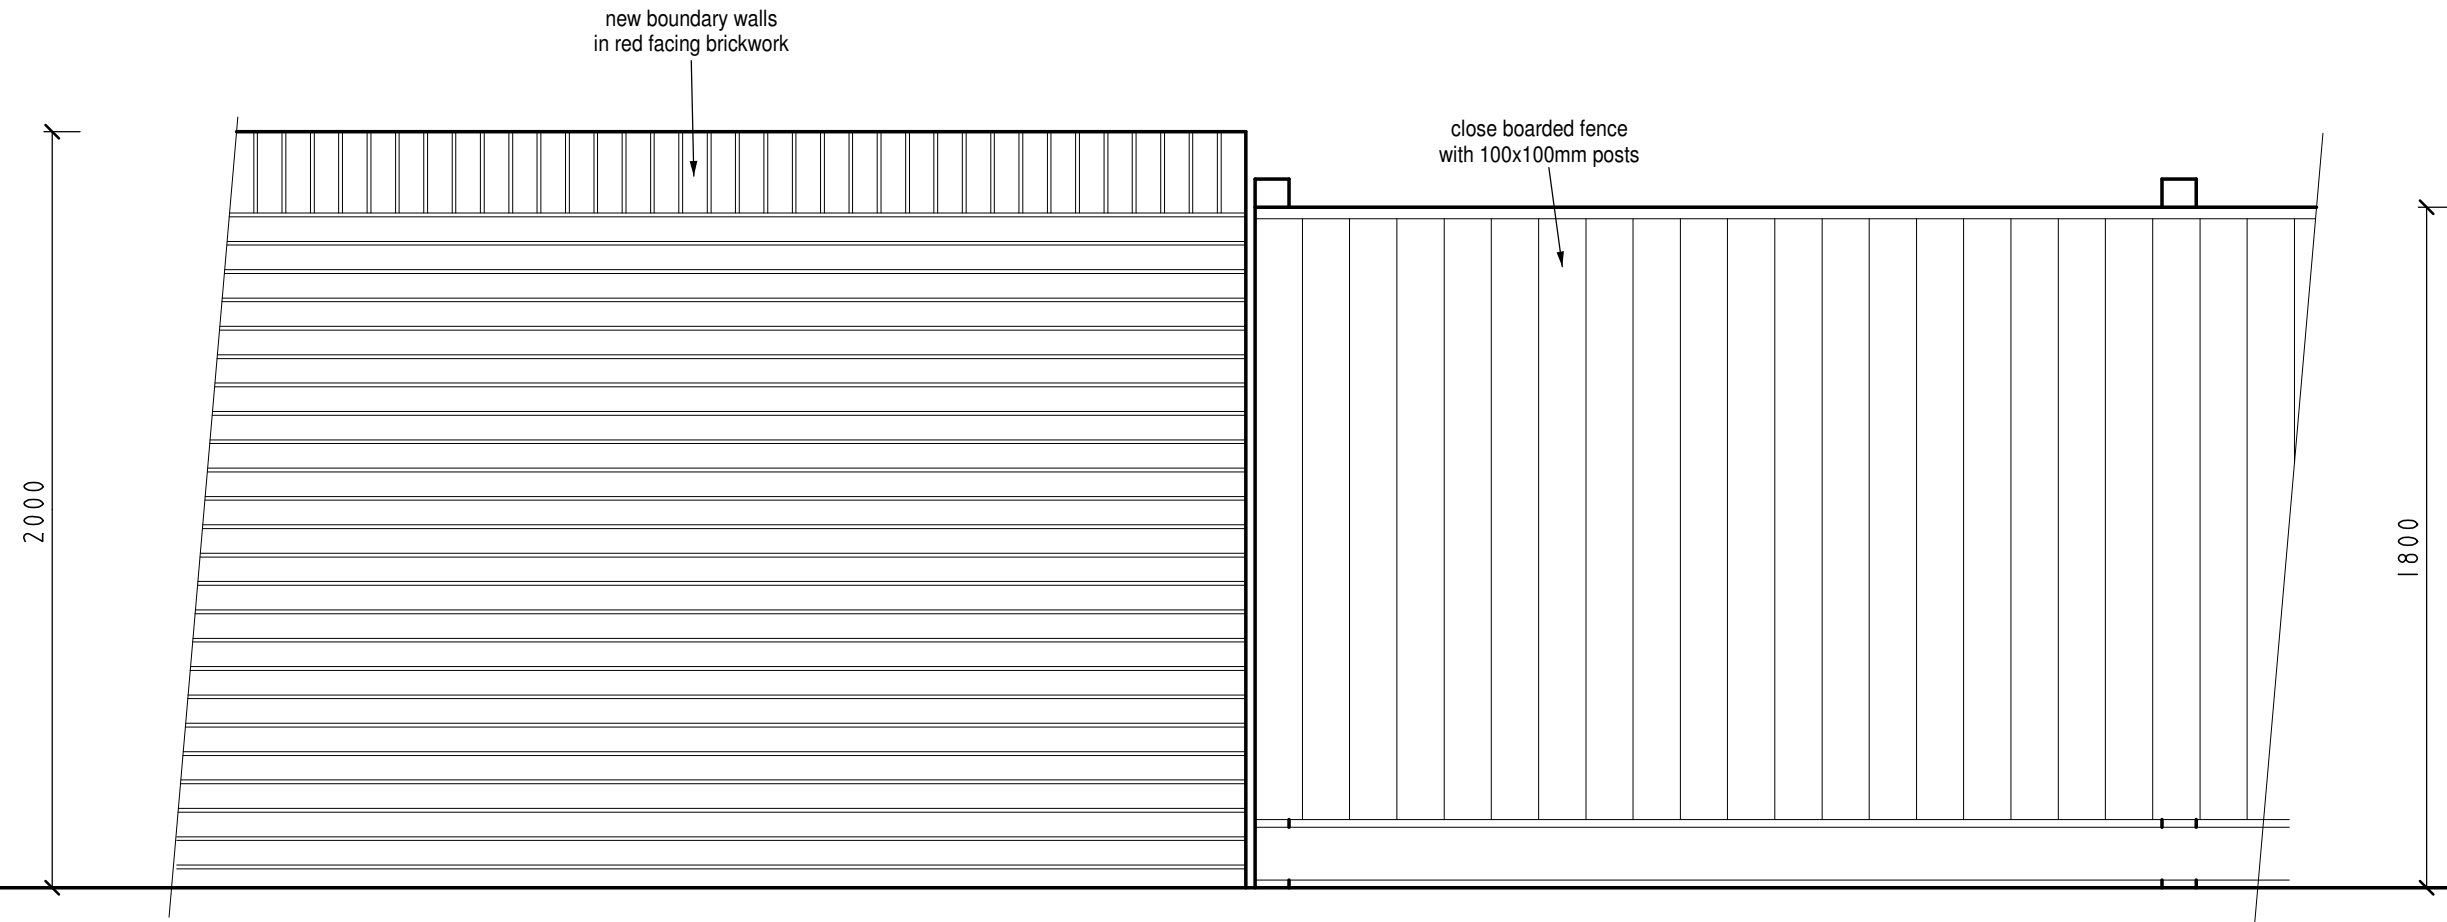 new boundary walls
in red facing brickwork
close boarded fence
with 100x100mm posts
2000
1800